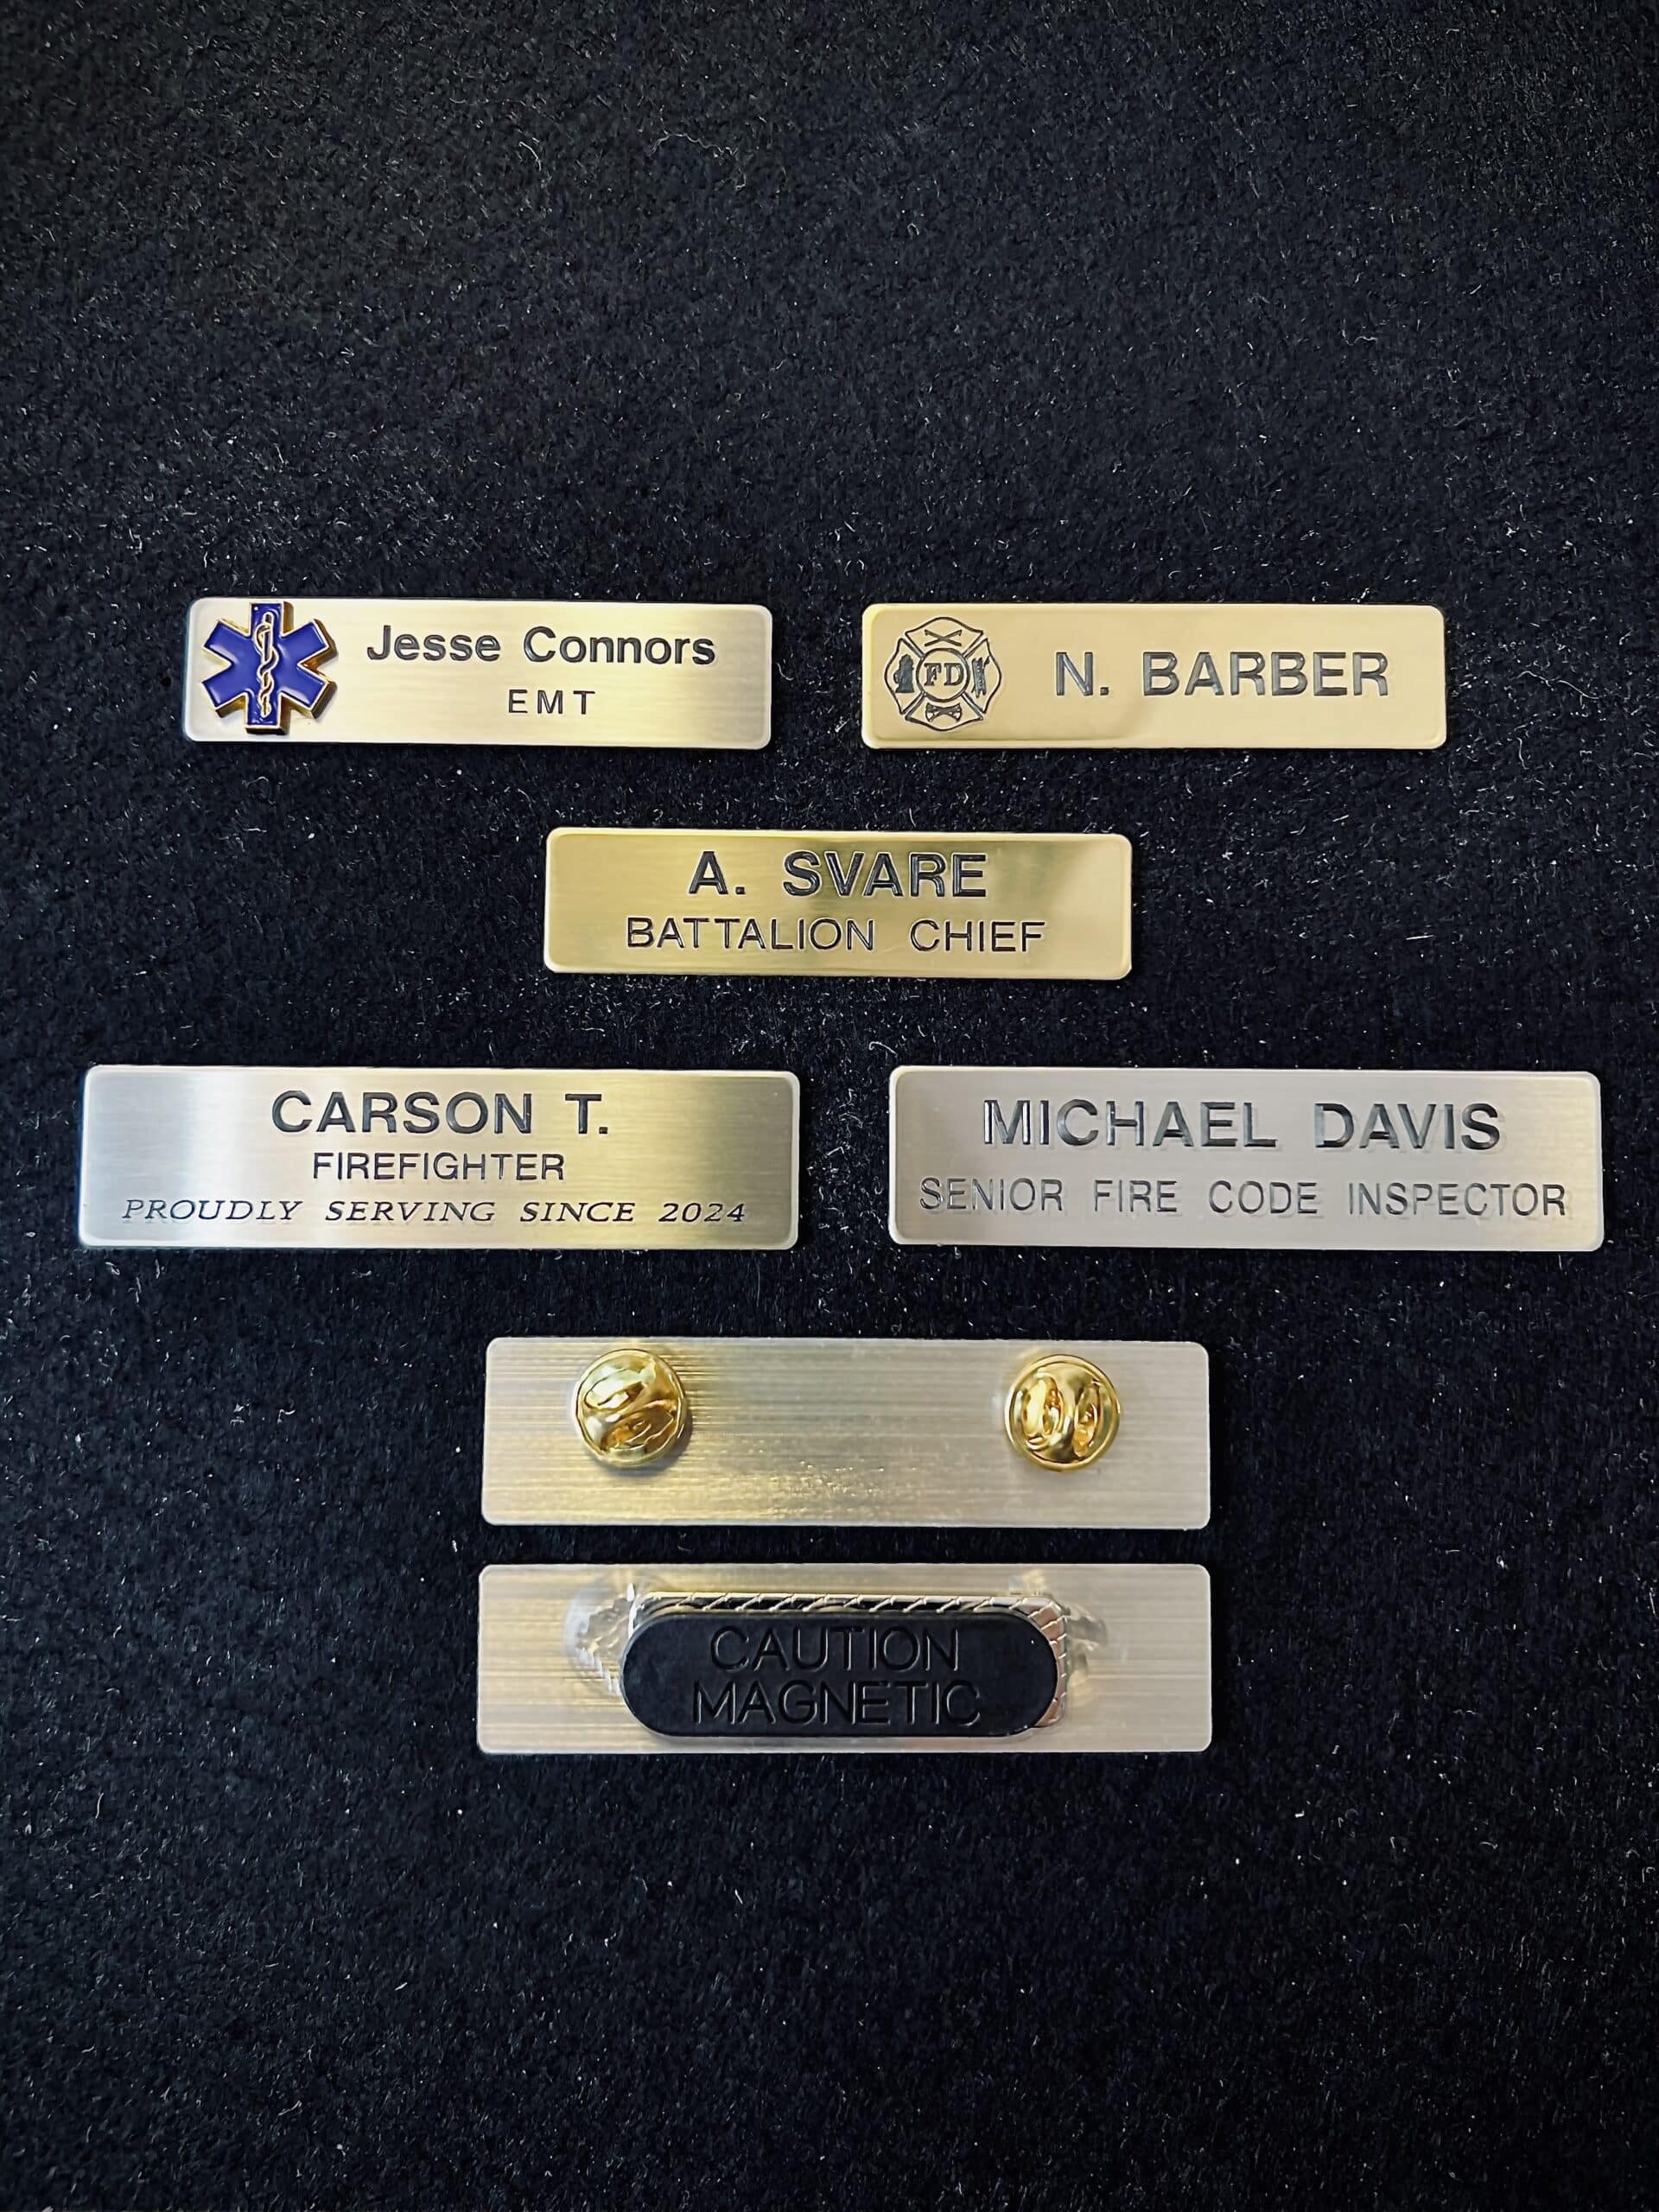 Jesse Connors
EMT
FD
N. BARBER
A. SVARE
BATTALION CHIEF
CARSON T.
FIREFIGHTER
PROUDLY SERVING SINCE 2024
MICHAEL DAVIS
SENIOR FIRE CODE INSPECTOR
CAUTION
MAGNETIC